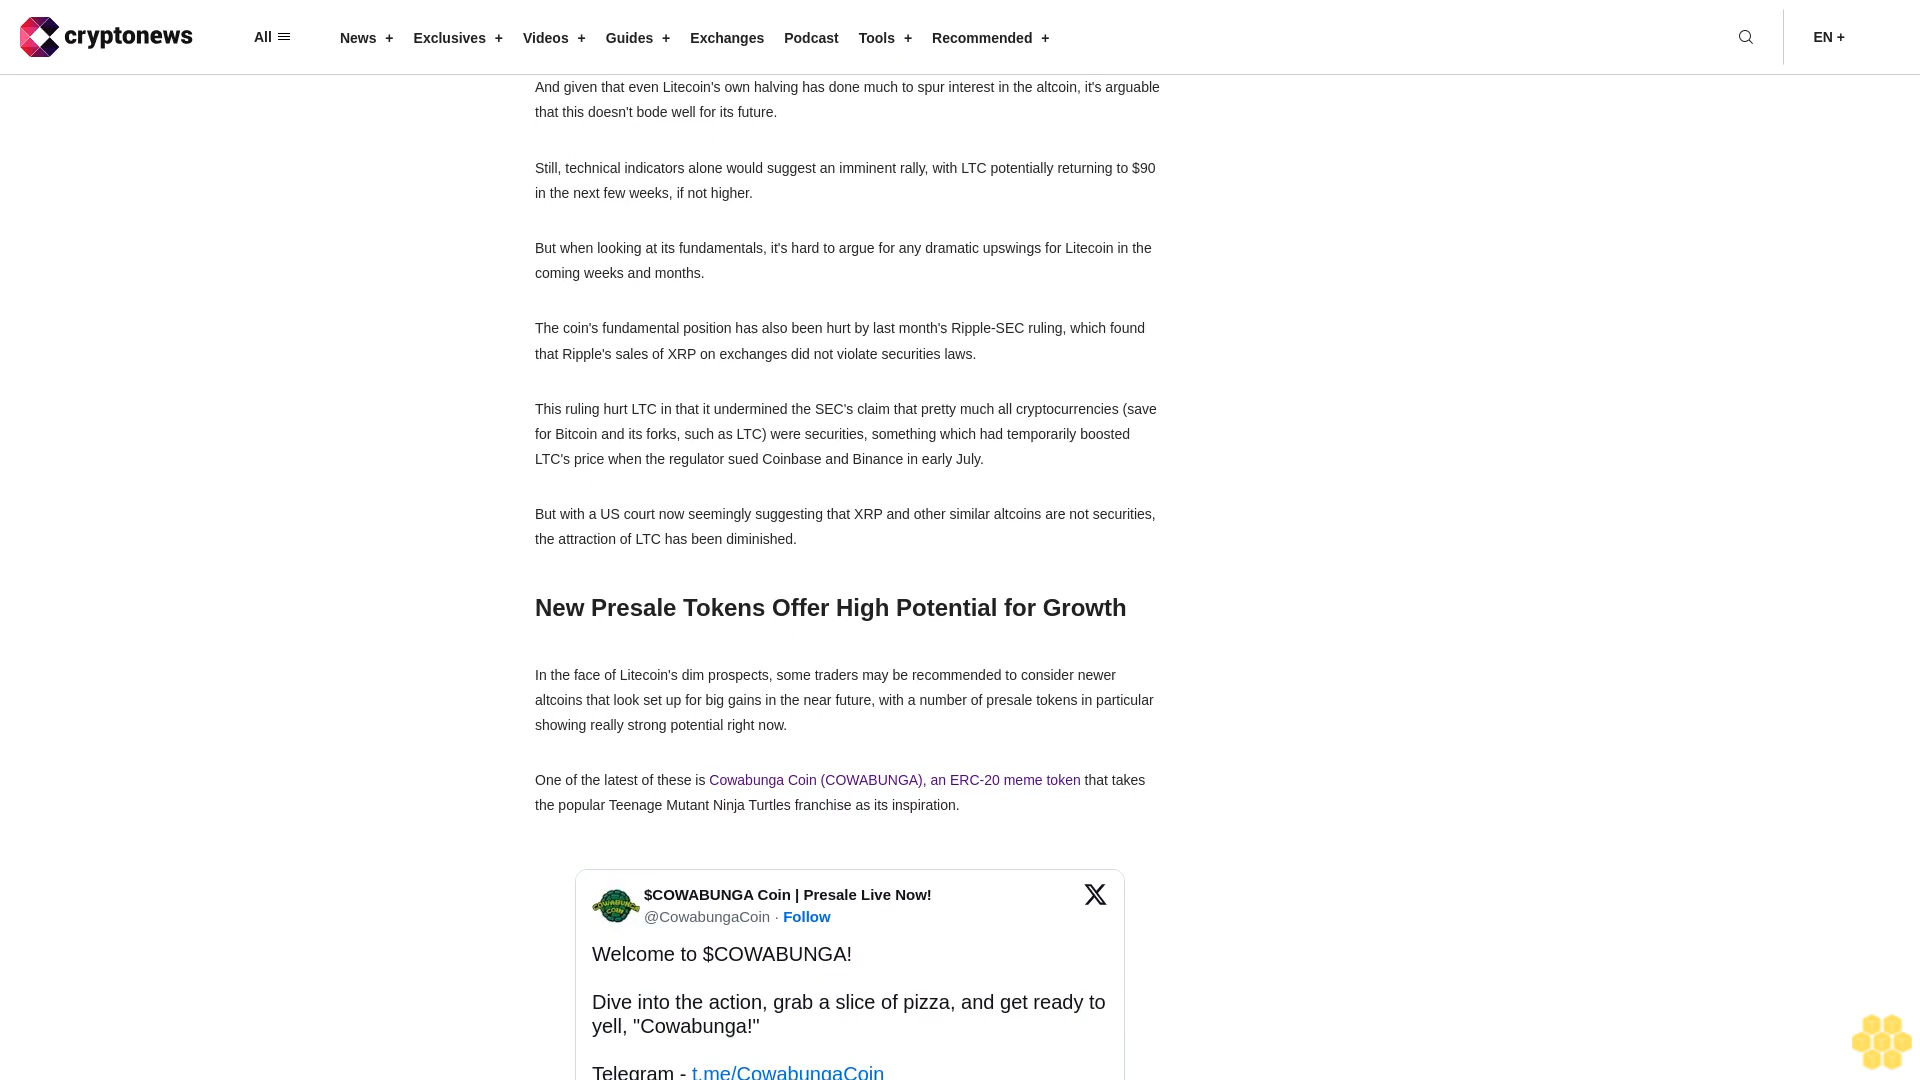 cryptonews
All
News +
Exclusives +
Videos +
Guides +
Exchanges
Podcast
Tools +
Recommended +
EN +
And given that even Litecoin's own halving has done much to spur interest in the altcoin, it's arguable
that this doesn't bode well for its future.
Still, technical indicators alone would suggest an imminent rally, with LTC potentially returning to $90
in the next few weeks, if not higher.
But when looking at its fundamentals, it's hard to argue for any dramatic upswings for Litecoin in the
coming weeks and months.
The coin's fundamental position has also been hurt by last month's Ripple-SEC ruling, which found
that Ripple's sales of XRP on exchanges did not violate securities laws.
This ruling hurt LTC in that it undermined the SEC's claim that pretty much all cryptocurrencies (save
for Bitcoin and its forks, such as LTC) were securities, something which had temporarily boosted
LTC's price when the regulator sued Coinbase and Binance in early July.
But with a US court now seemingly suggesting that XRP and other similar altcoins are not securities,
the attraction of LTC has been diminished.
New Presale Tokens Offer High Potential for Growth
In the face of Litecoin's dim prospects, some traders may be recommended to consider newer
altcoins that look set up for big gains in the near future, with a number of presale tokens in particular
showing really strong potential right now.
One of the latest of these is Cowabunga Coin (COWABUNGA), an ERC-20 meme token that takes
the popular Teenage Mutant Ninja Turtles franchise as its inspiration.
COWABUNGA
COIN
$COWABUNGA Coin | Presale Live Now!
@CowabungaCoin · Follow
Welcome to $COWABUNGA!
Dive into the action, grab a slice of pizza, and get ready to
yell, "Cowabunga!"
Telegram - t.me/CowabungaCoin